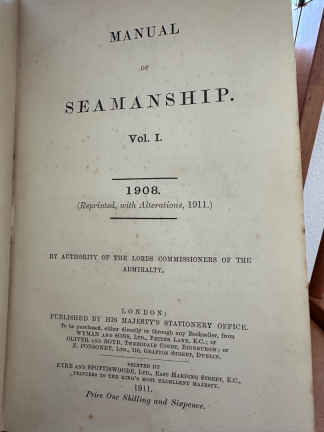 MANUAL
OF
SEAMANSHIP.
Vol. I.
1908.
(Reprinted, with Alterations, 1911.)
BY AUTHORITY OF THE LORDS COMMISSIONERS OF THE
ADMIRALTY.
LONDON:
PUBLISHED BY HIS MAJESTY'S STATIONERY OFFICE.
To be purchased, either directly or through any Bookseller, from
WYMAN AND SONS, LTD., FETTER LANE, E.C.; or
OLIVER AND BOYD, TWEEDDALE COURT, EDINBURGH; or
E. PONSONBY, LTD., 116, GRAFTON STREET, DUBLIN.
PRINTED BY
EYRE AND SPOTTISWOODE, LTD., EAST HARDING STREET, E.C.,
PRINTERS TO THE KING'S MOST EXCELLENT MAJESTY.
1911.
Price One Shilling and Sixpence.